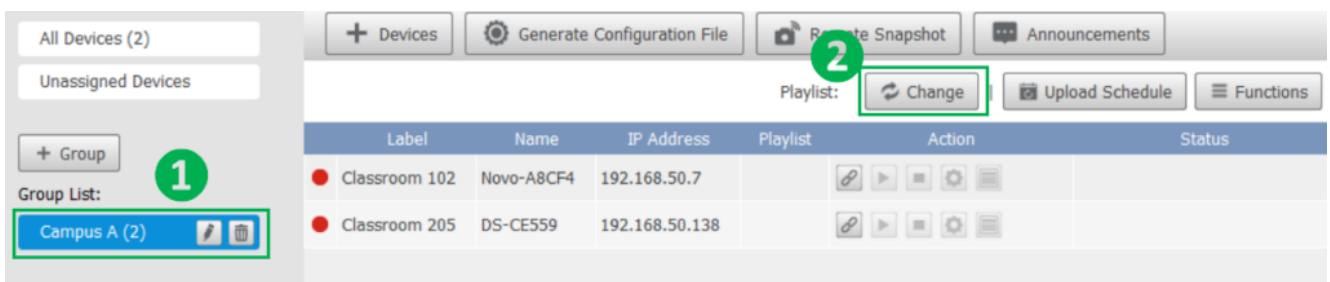 All Devices (2)
Unassigned Devices
+ Group
1
Group List:
Campus A (2)
+ Devices
Generate Configuration File
Remote Snapshot
Announcements
2
Playlist:
Change
Upload Schedule
Functions
Label Name IP Address Playlist Action Status
Classroom 102 Novo-A8CF4 192.168.50.7
Classroom 205 DS-CE559 192.168.50.138